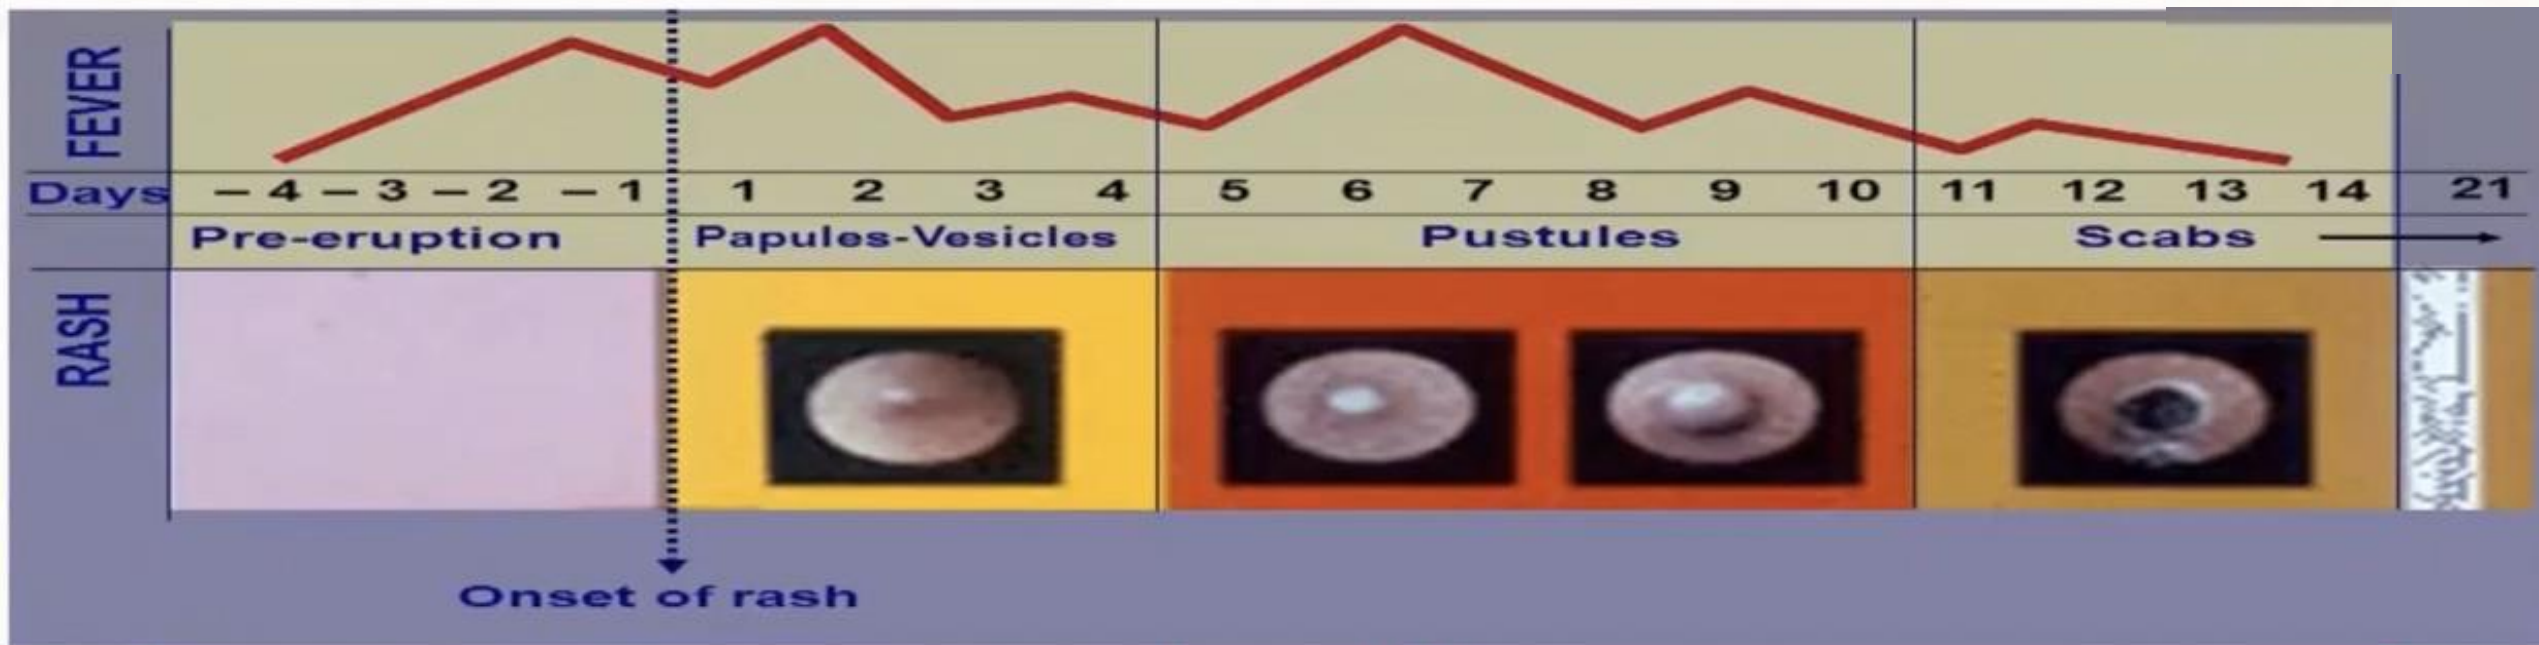 FEVER
Days – 4 – 3 – 2 – 1 1 2 3 4 5 6 7 8 9 10 11 12 13 14 21
Pre-eruption Papules-Vesicles Pustules Scabs
RASH
Onset of rash